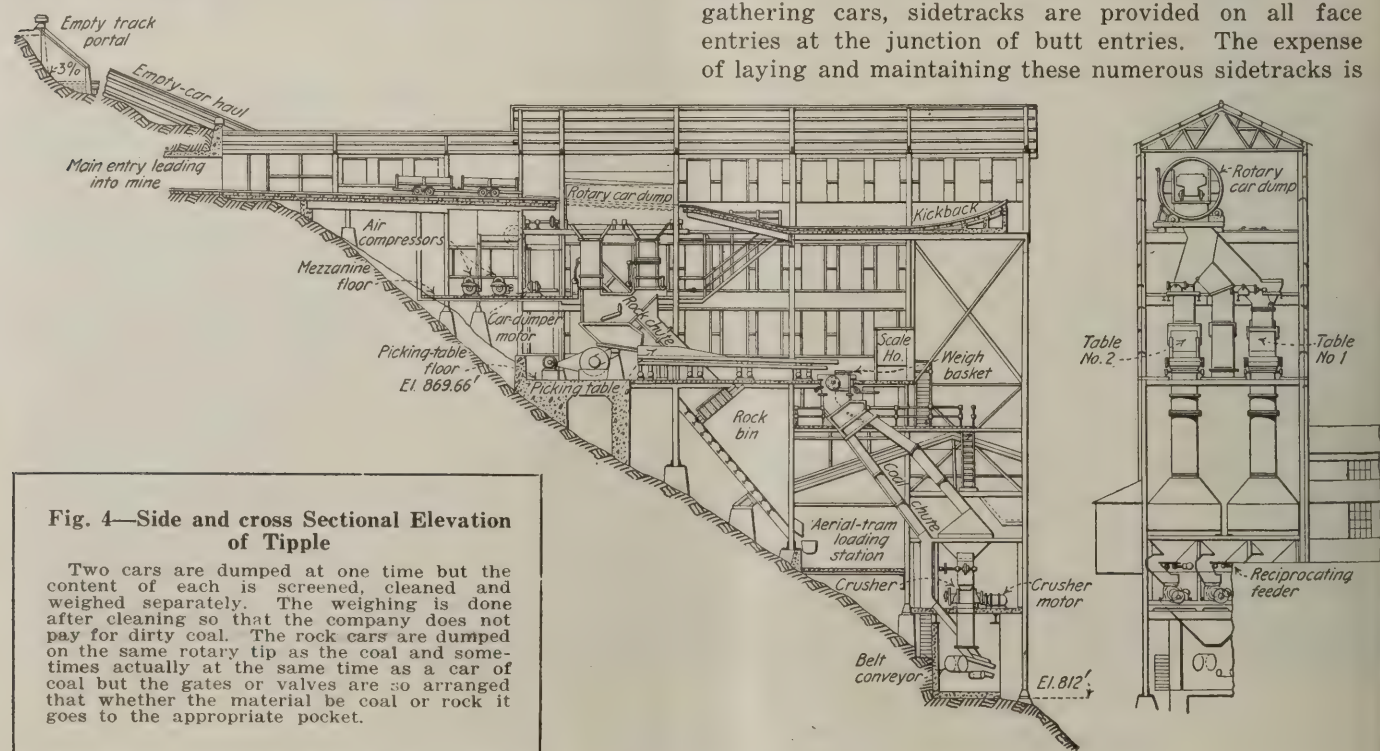 gathering cars, sidetracks are provided on all face
entries at the junction of butt entries. The expense
of laying and maintaining these numerous sidetracks is
Empty track
portal
3%
Empty-car haul
Main entry leading
into mine
Rotary car dump
Kickback
Air
compressors
Mezzanine
floor
Car-dumper
motor
Rock chute
Picking-table
floor
El. 869.66'
Picking table
Scale
Ho.
Weigh
basket
Rock
bin
Coal Chute
Aerial-tram
loading
station
Crusher
Crusher
motor
Belt
conveyor
El. 812'
Rotary
car dump
Table
No. 2
Table
No 1
Reciprocating
feeder
Fig. 4—Side and cross Sectional Elevation
of Tipple
Two cars are dumped at one time but the
content of each is screened, cleaned and
weighed separately. The weighing is done
after cleaning so that the company does not
pay for dirty coal. The rock cars are dumped
on the same rotary tip as the coal and some-
times actually at the same time as a car of
coal but the gates or valves are so arranged
that whether the material be coal or rock it
goes to the appropriate pocket.